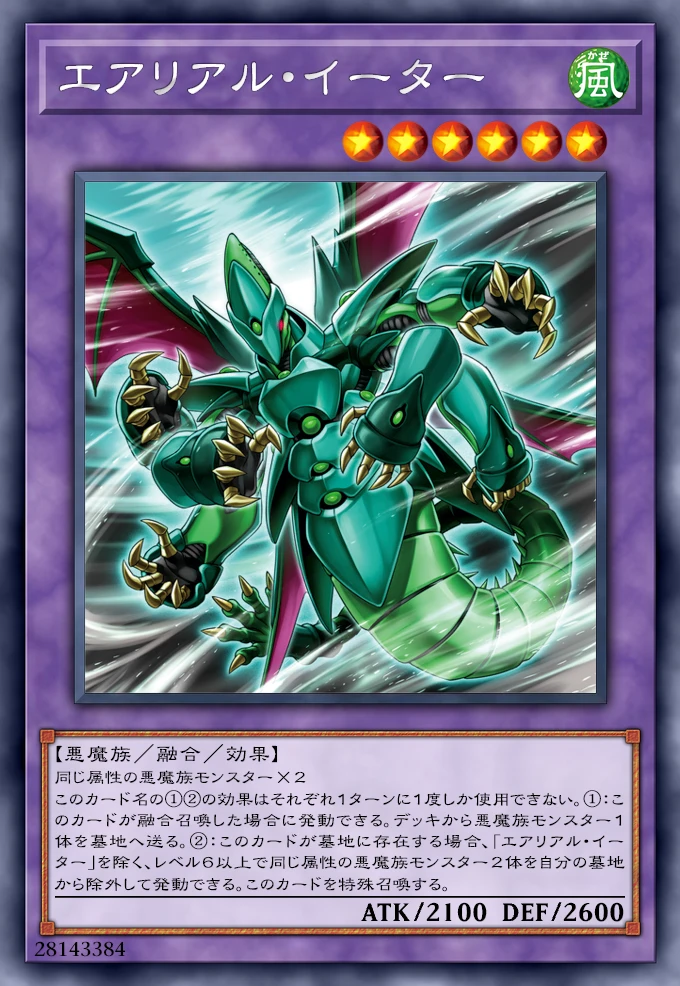 エアリアル・イーター
かぜ
風
【悪魔族／融合／効果】
同じ属性の悪魔族モンスター×2
このカード名の①②の効果はそれぞれ1ターンに1度しか使用できない。①：こ
のカードが融合召喚した場合に発動できる。デッキから悪魔族モンスター1
体を墓地へ送る。②：このカードが墓地に存在する場合、「エアリアル・イー
ター」を除く、レベル6以上で同じ属性の悪魔族モンスター2体を自分の墓地
から除外して発動できる。このカードを特殊召喚する。
ATK/2100 DEF/2600
28143384